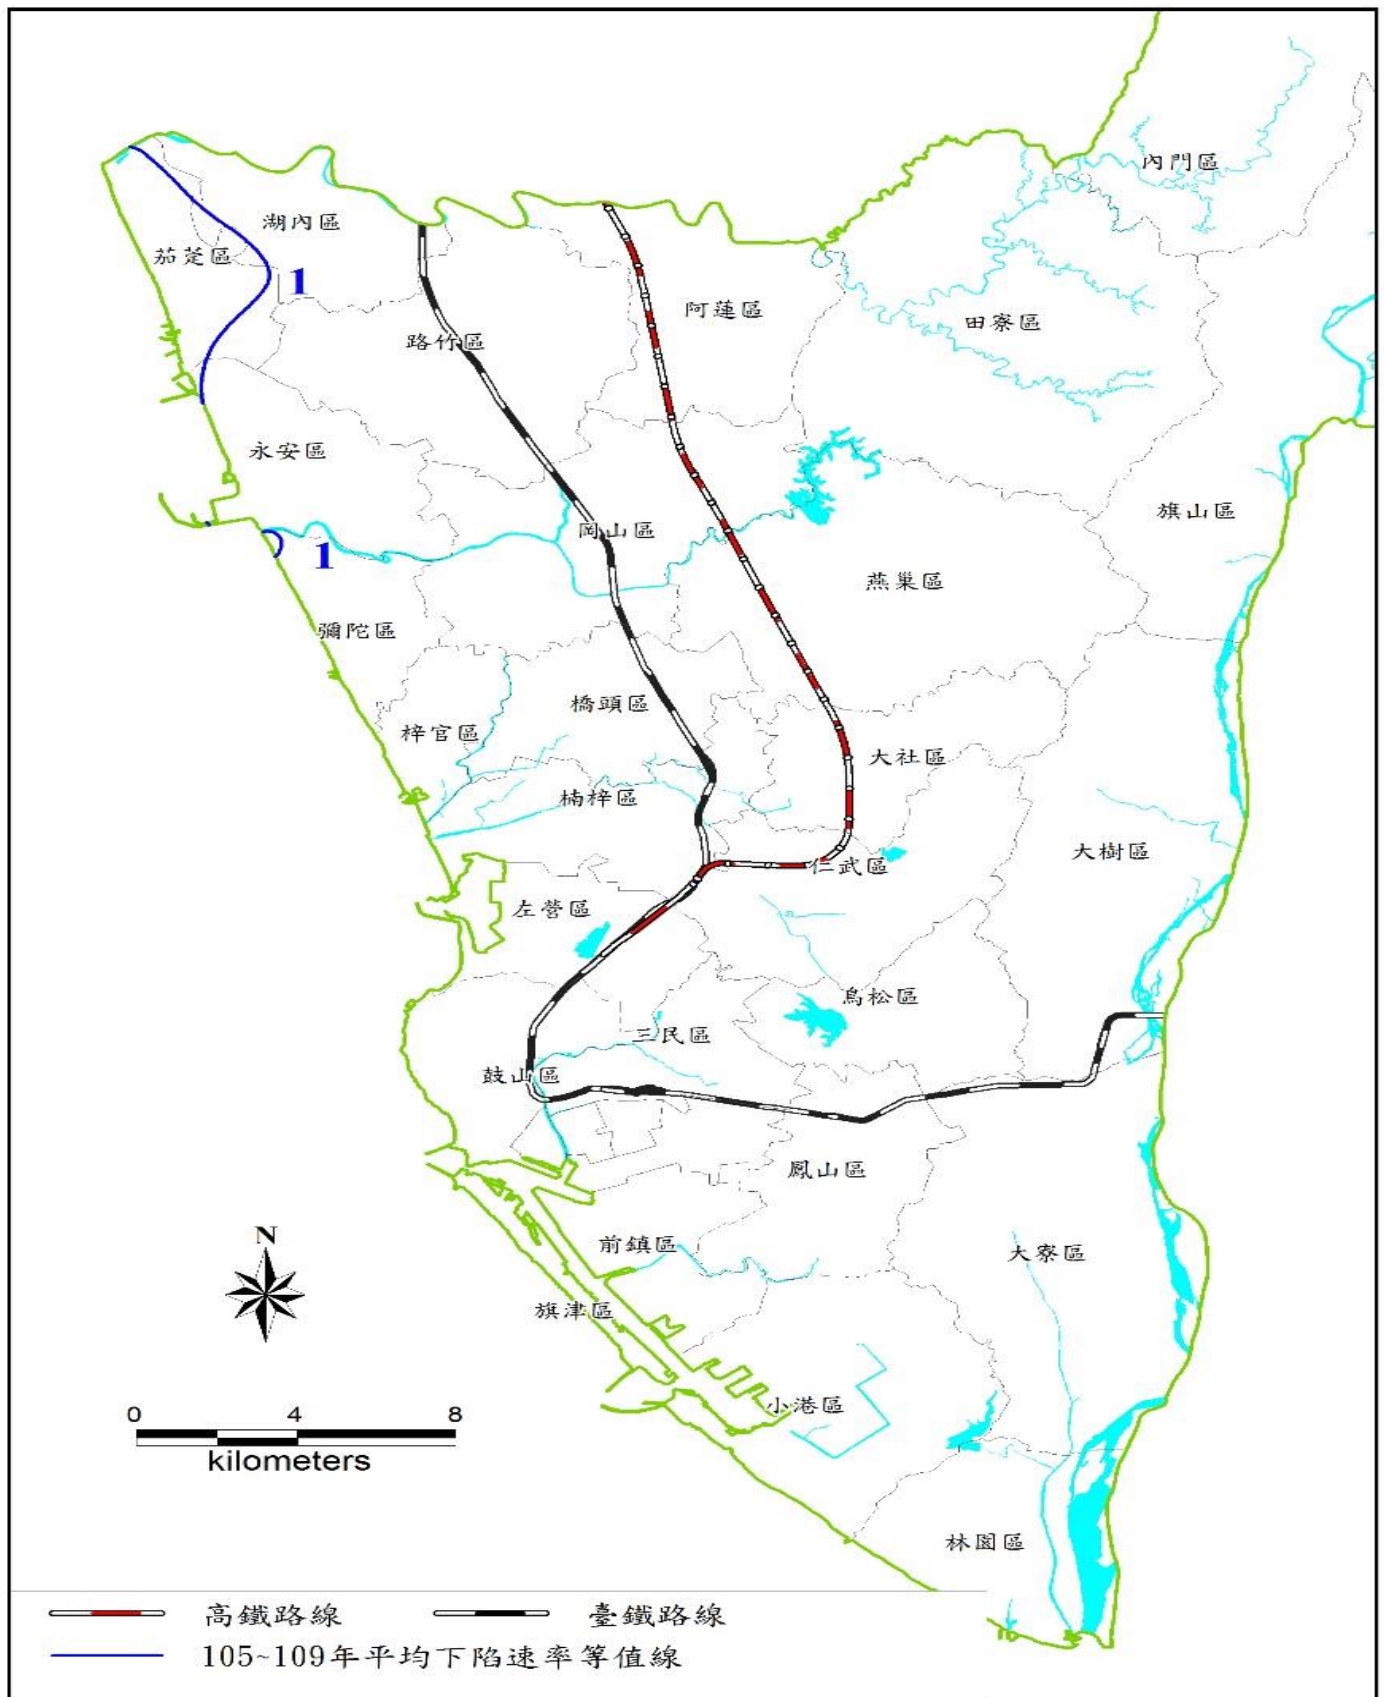 內門區
湖內區
茄萣區
1
阿蓮區
田寮區
路竹區
永安區
旗山區
岡山區
1
燕巢區
彌陀區
橋頭區
梓官區
大社區
楠梓區
大樹區
仁武區
左營區
鳥松區
三民區
鼓山區
鳳山區
前鎮區
大寮區
N
旗津區
小港區
0 4 8
kilometers
林園區
高鐵路線 臺鐵路線
105~109年平均下陷速率等值線